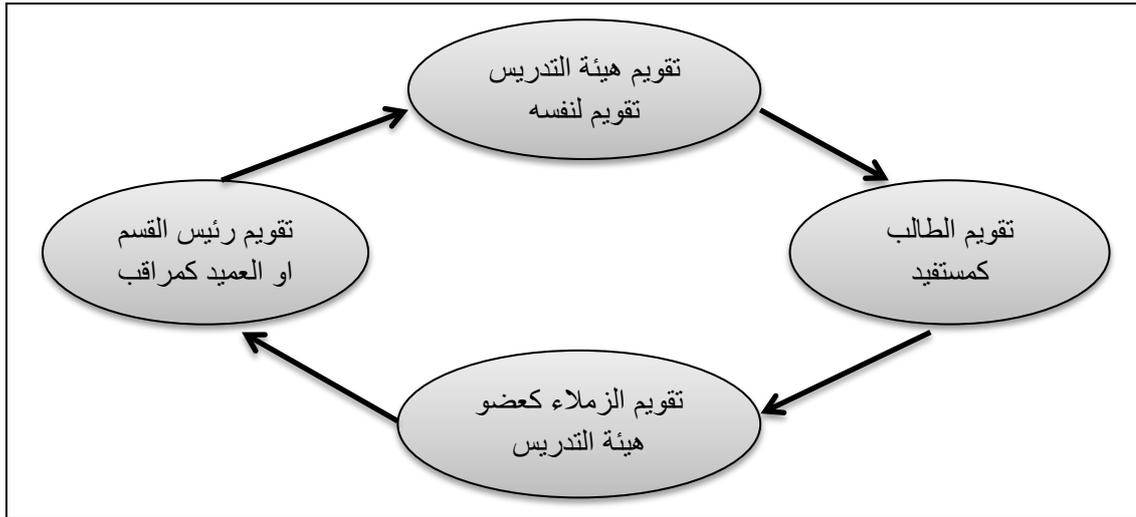 تقويم هيئة التدريس
تقويم لنفسه
تقويم الطالب
كمستفيد
تقويم الزملاء كعضو
هيئة التدريس
تقويم رئيس القسم
او العميد كمراقب